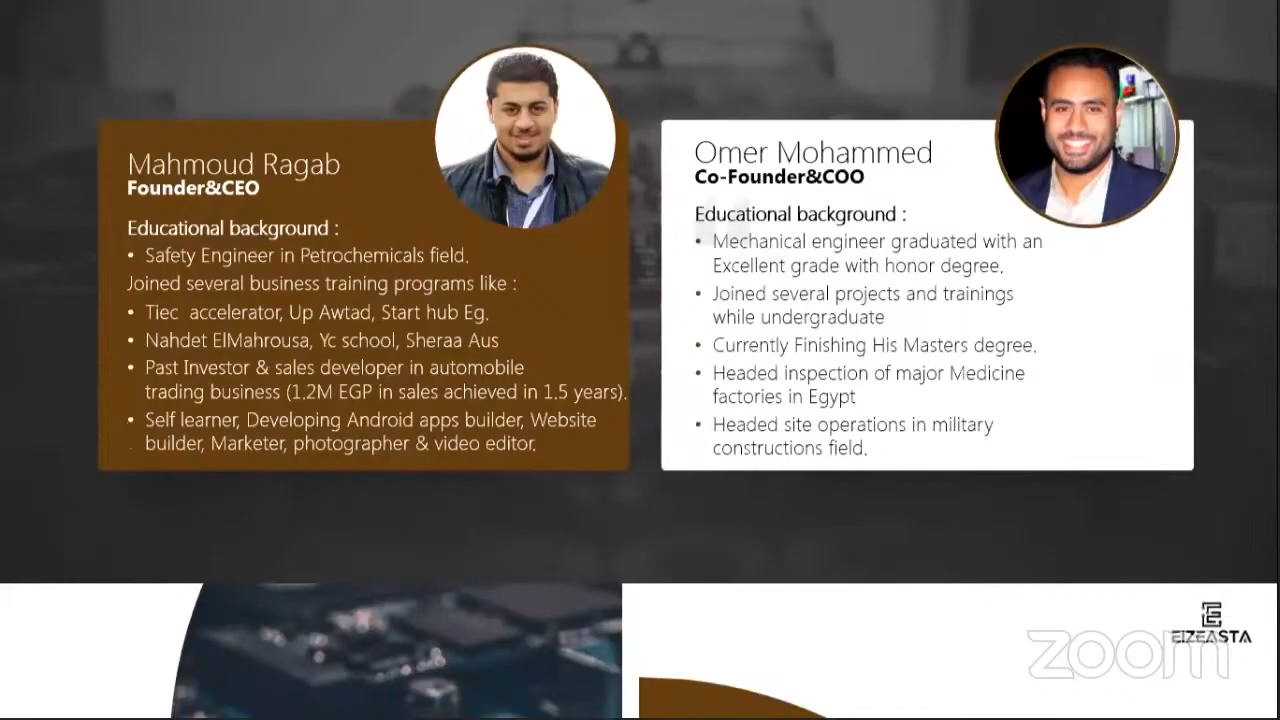 Mahmoud Ragab
Founder&CEO
Educational background :
• Safety Engineer in Petrochemicals field.
Joined several business training programs like :
• Tiec accelerator, Up Awtad, Start hub Eg.
• Nahdet ElMahrousa, Yc school, Sheraa Aus
• Past Investor & sales developer in automobile
trading business (1.2M EGP in sales achieved in 1.5 years).
• Self learner, Developing Android apps builder, Website
builder, Marketer, photographer & video editor.
Omer Mohammed
Co-Founder&COO
Educational background :
• Mechanical engineer graduated with an
Excellent grade with honor degree.
• Joined several projects and trainings
while undergraduate
• Currently Finishing His Masters degree.
• Headed inspection of major Medicine
factories in Egypt
• Headed site operations in military
constructions field.
EIZEASTA
zoom